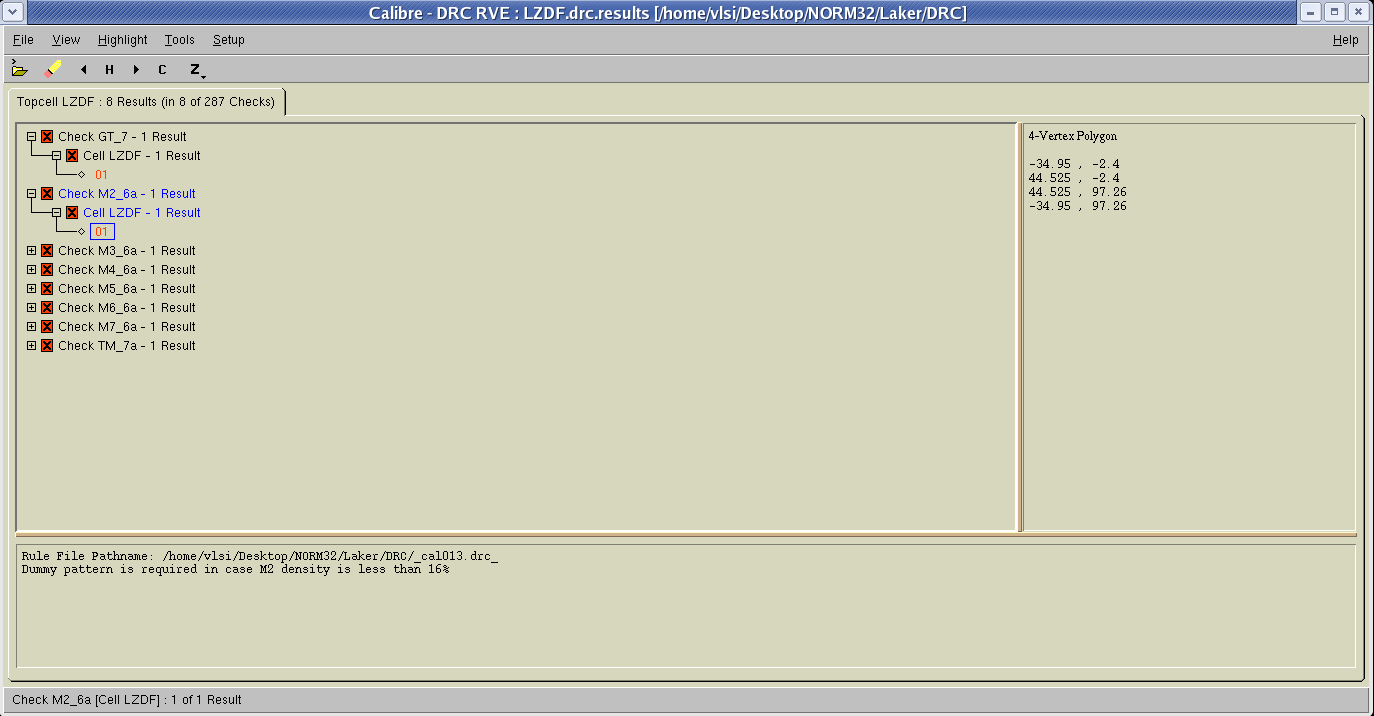 Calibre - DRC RVE : LZDF.drc.results [/home/vlsi/Desktop/NORM32/Laker/DRC]
File View Highlight Tools Setup Help
H C Z
Topcell LZDF : 8 Results (in 8 of 287 Checks)
Check GT_7 - 1 Result
Cell LZDF - 1 Result
01
Check M2_6a - 1 Result
Cell LZDF - 1 Result
01
Check M3_6a - 1 Result
Check M4_6a - 1 Result
Check M5_6a - 1 Result
Check M6_6a - 1 Result
Check M7_6a - 1 Result
Check TM_7a - 1 Result
4-Vertex Polygon
-34.95 , -2.4
44.525 , -2.4
44.525 , 97.26
-34.95 , 97.26
Rule File Pathname: /home/vlsi/Desktop/NORM32/Laker/DRC/_cal013.drc_
Dummy pattern is required in case M2 density is less than 16%
Check M2_6a [Cell LZDF] : 1 of 1 Result